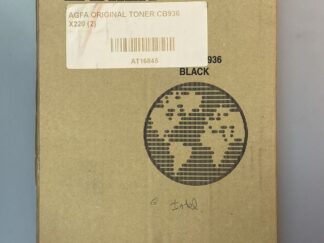 AGFA ORIGINAL TONER CB936
X220 (2)
AT16845
936
BLACK